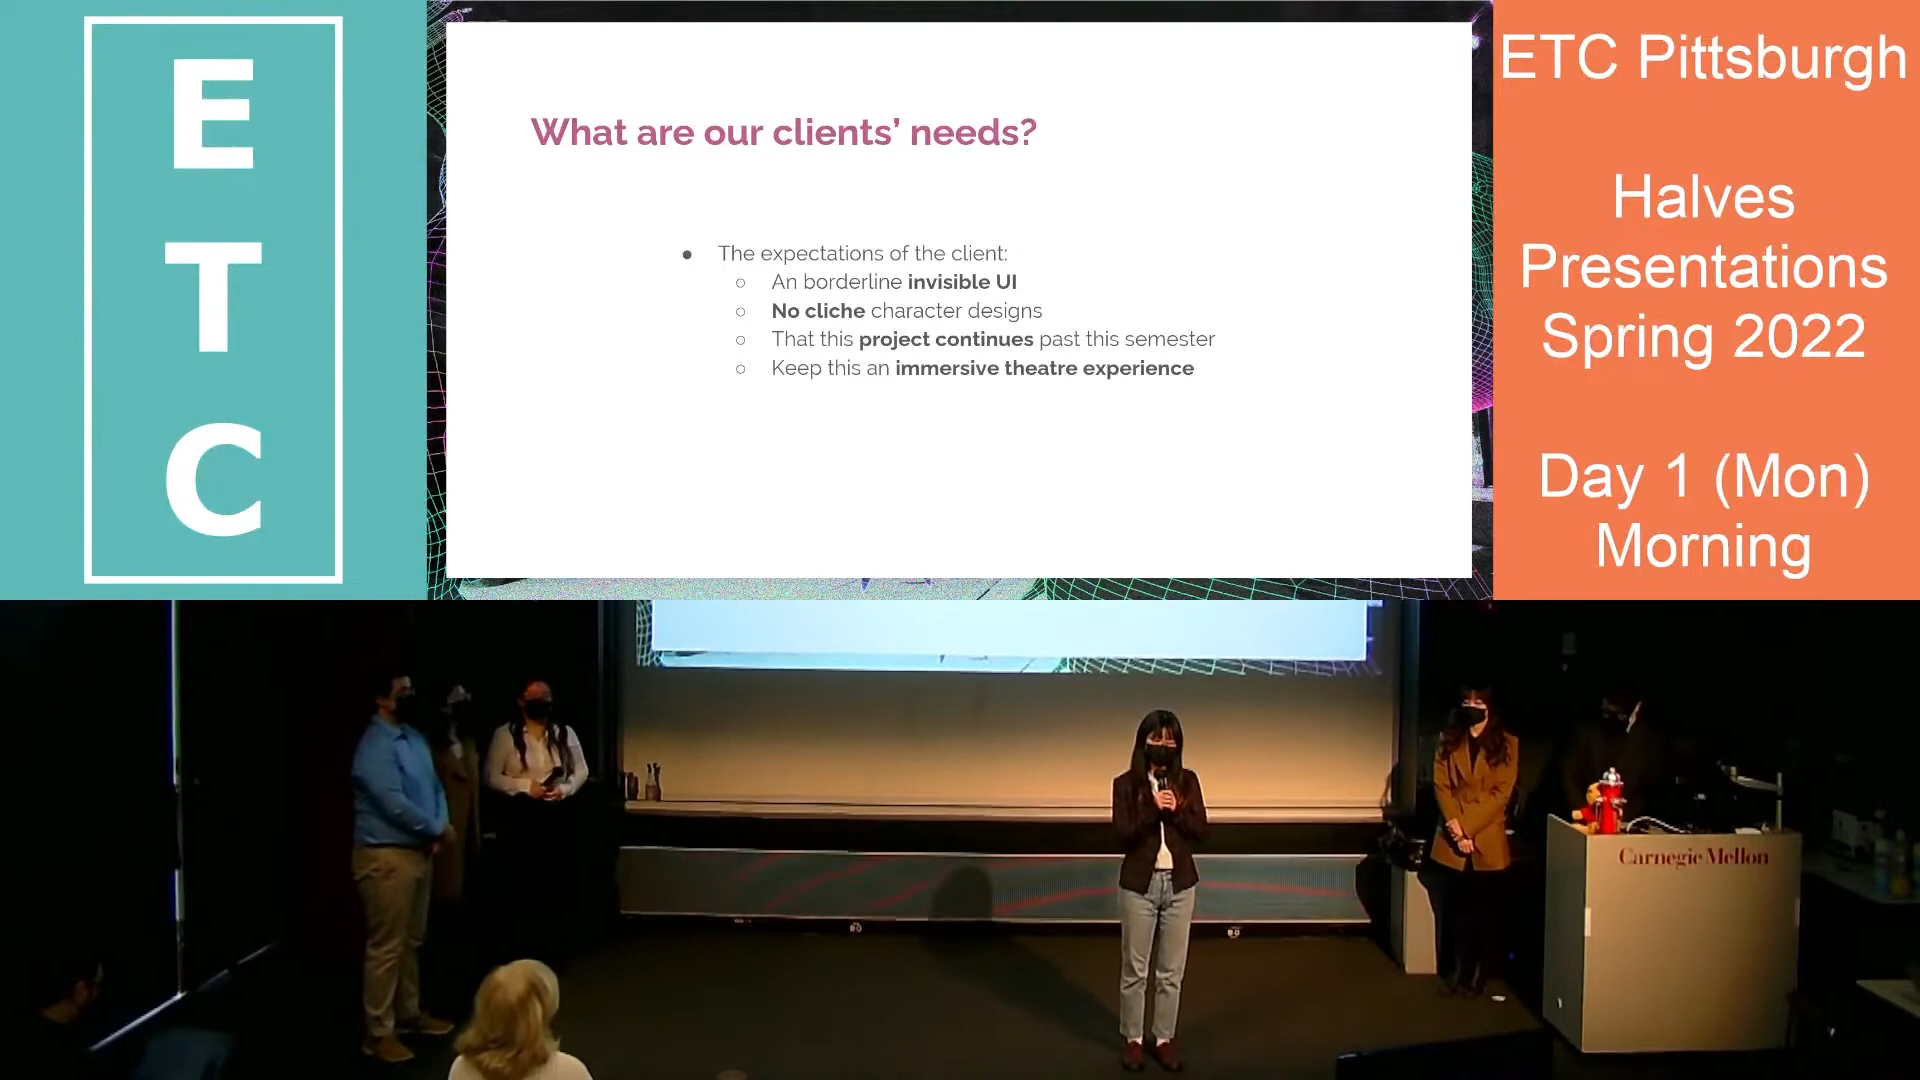 E
T
C
What are our clients’ needs?
● The expectations of the client:
○ An borderline invisible UI
○ No cliche character designs
○ That this project continues past this semester
○ Keep this an immersive theatre experience
ETC Pittsburgh
Halves
Presentations
Spring 2022
Day 1 (Mon)
Morning
Carnegie Mellon